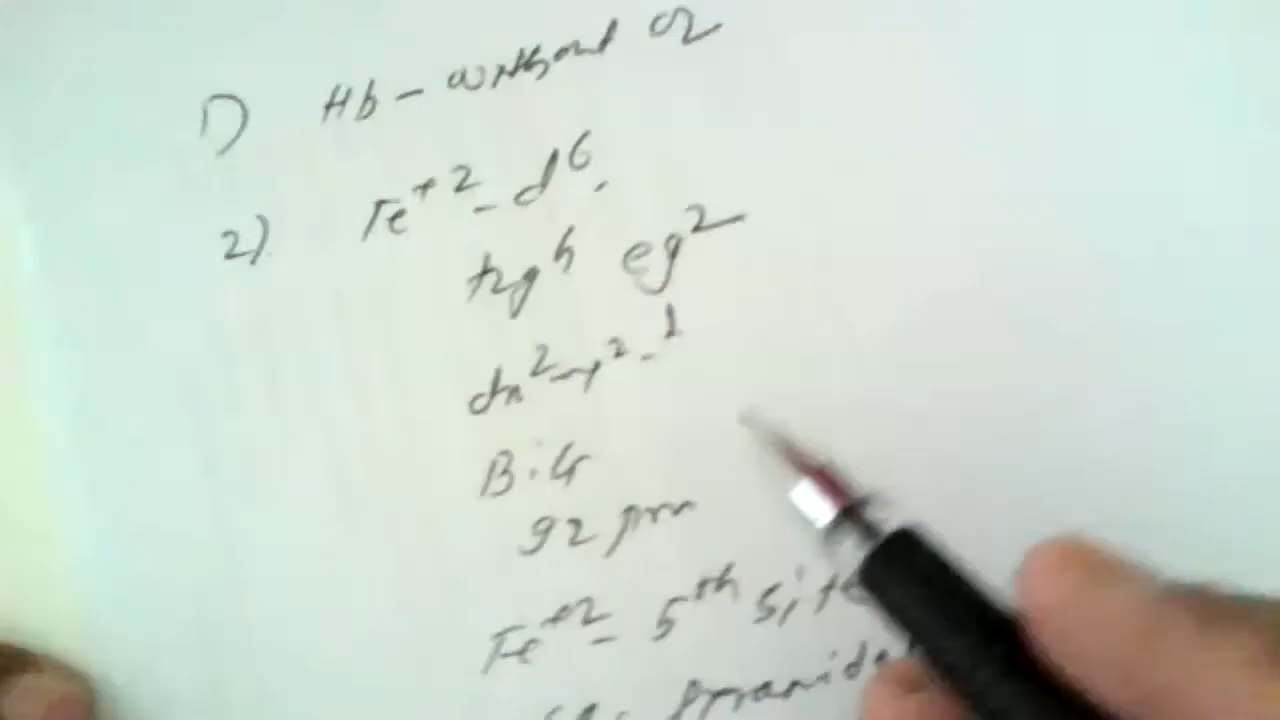 1) Hb - without O2
2) Fe+2 - d6.
t2g4 eg2
dx2-y2 - 1
B.G
92 pm
Fe+2 - 5th site
pyramidal